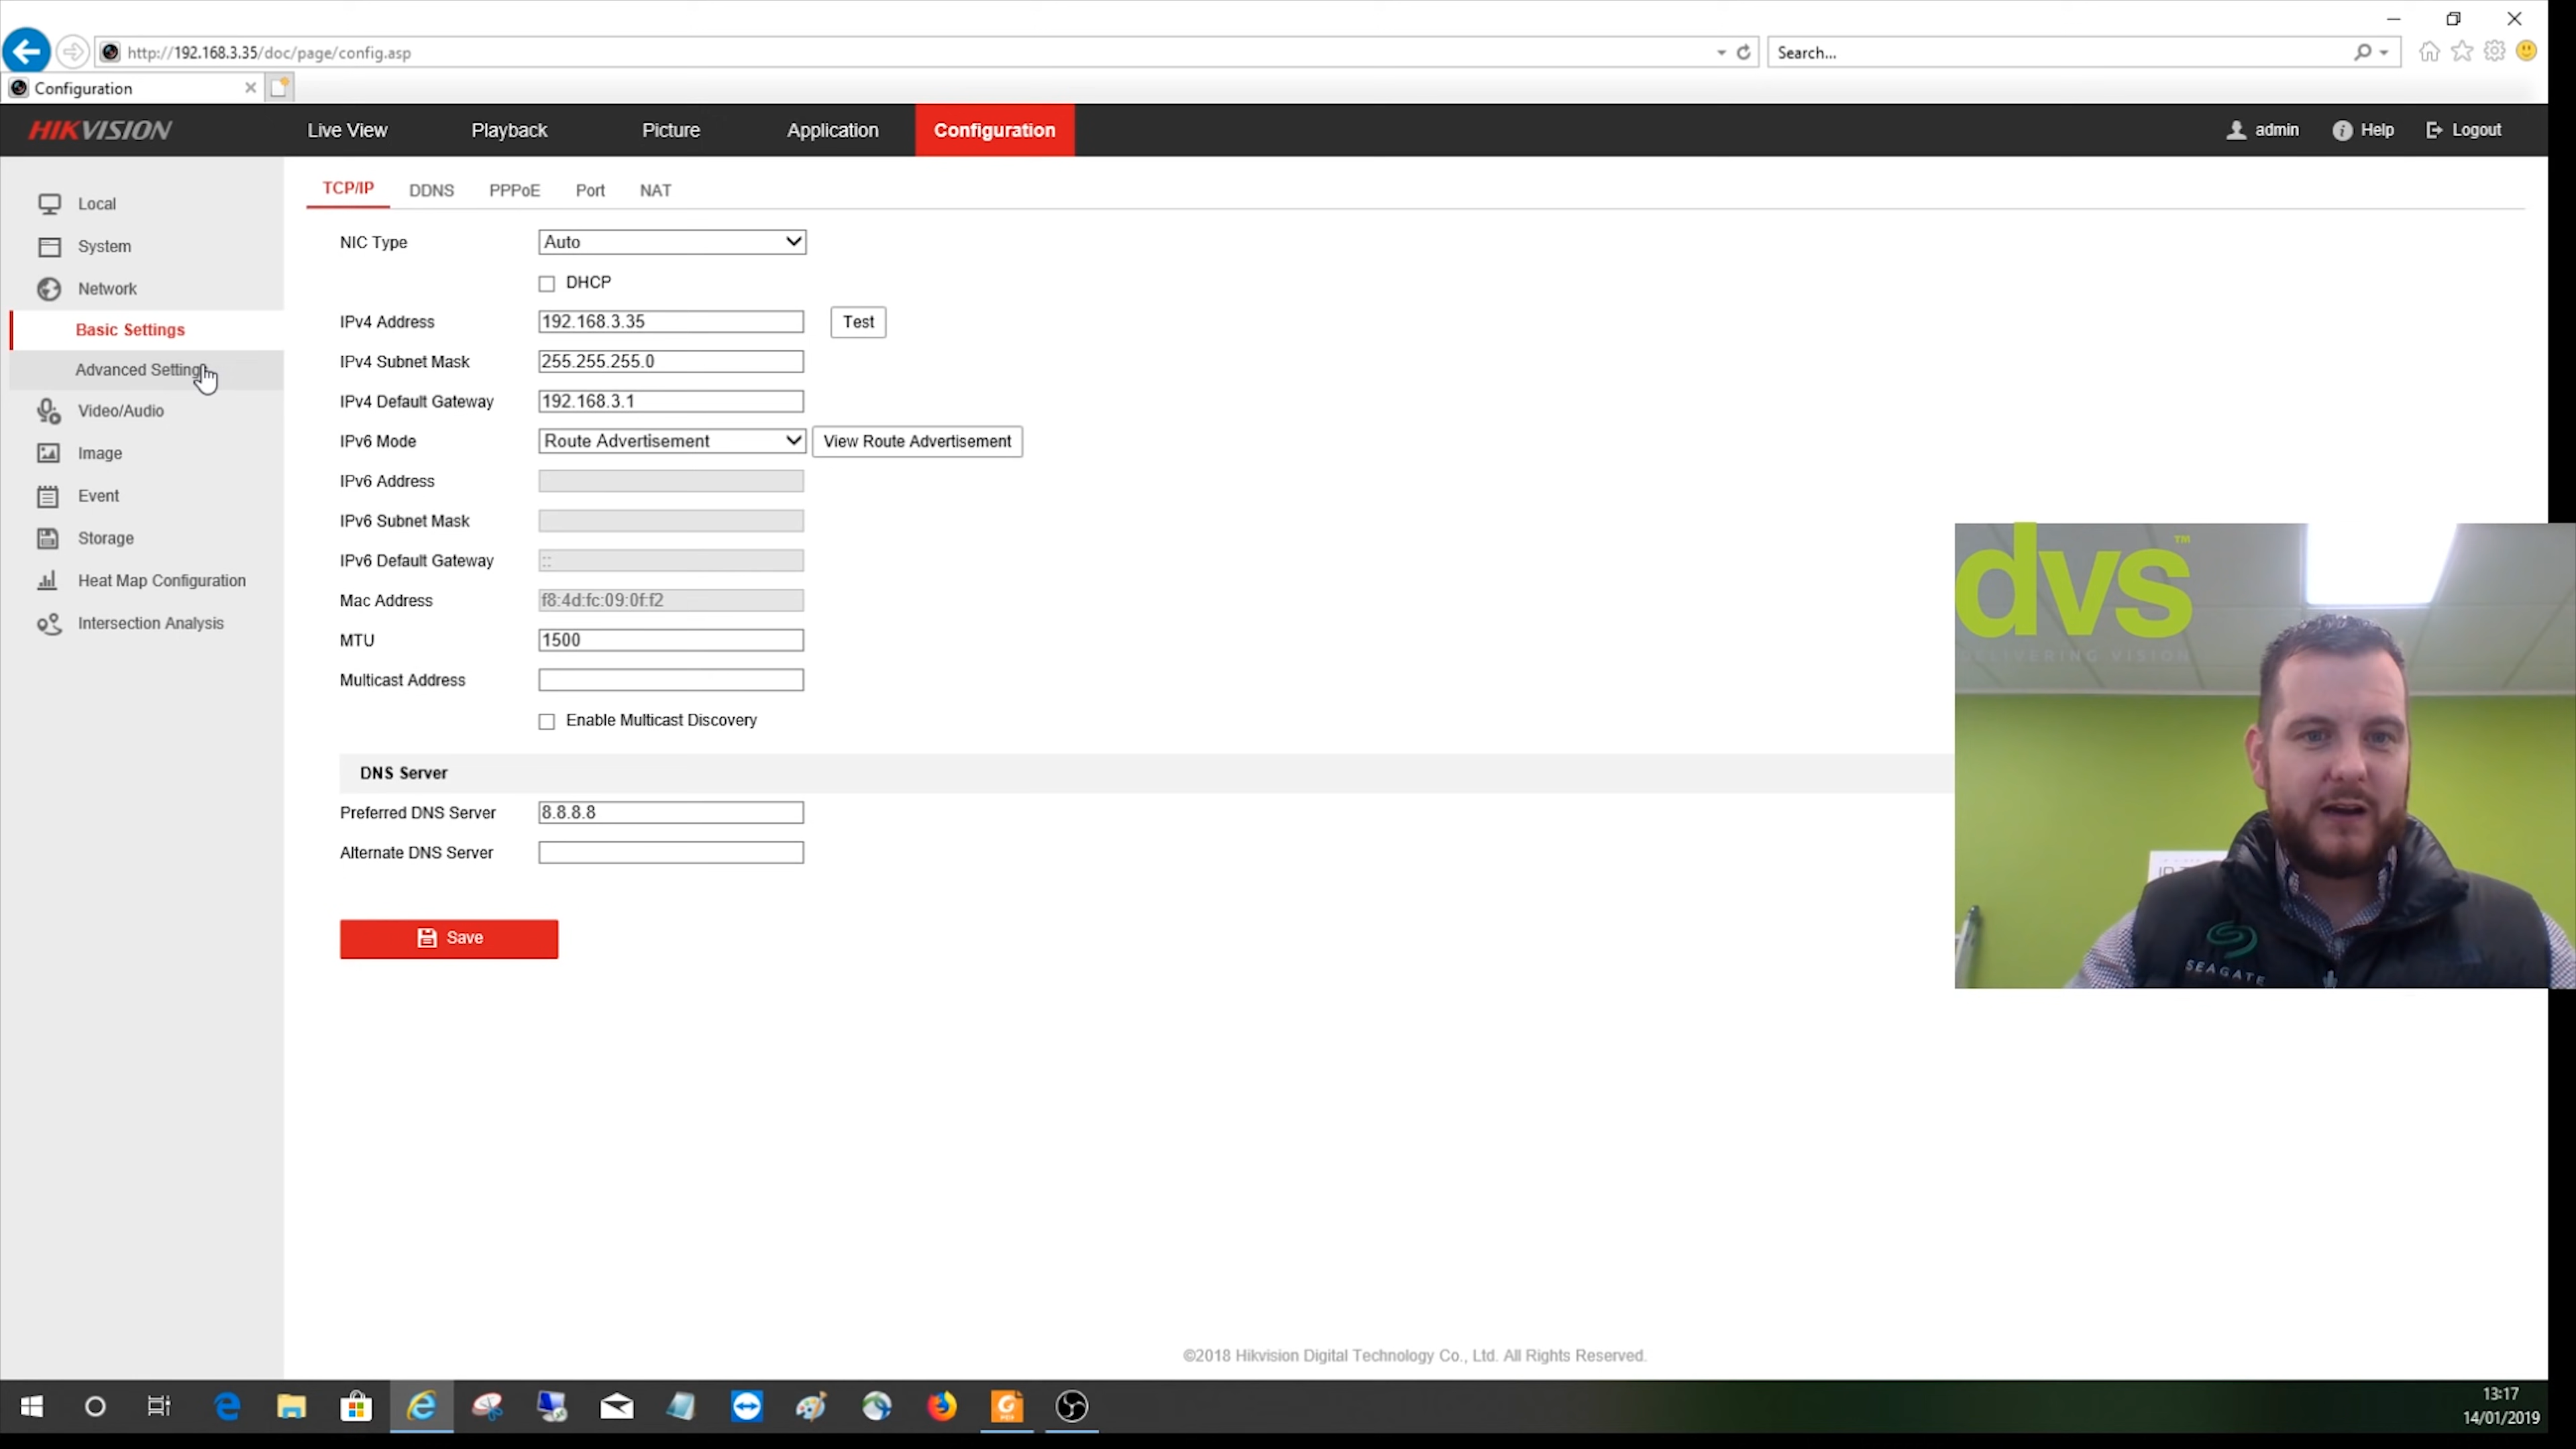 http://192.168.3.35/doc/page/config.asp
Search...
Configuration
HIKVISION
Live View
Playback
Picture
Application
Configuration
admin
Help
Logout
Local
System
Network
Basic Settings
Advanced Setting
Video/Audio
Image
Event
Storage
Heat Map Configuration
Intersection Analysis
TCP/IP
DDNS
PPPoE
Port
NAT
NIC Type Auto
DHCP
IPv4 Address 192.168.3.35 Test
IPv4 Subnet Mask 255.255.255.0
IPv4 Default Gateway 192.168.3.1
IPv6 Mode Route Advertisement View Route Advertisement
IPv6 Address
IPv6 Subnet Mask
IPv6 Default Gateway ::
Mac Address f8:4d:fc:09:0f:f2
MTU 1500
Multicast Address
Enable Multicast Discovery
DNS Server
Preferred DNS Server 8.8.8.8
Alternate DNS Server
Save
dvs™
DELIVERING VISION
SEAGATE
©2018 Hikvision Digital Technology Co., Ltd. All Rights Reserved.
13:17
14/01/2019